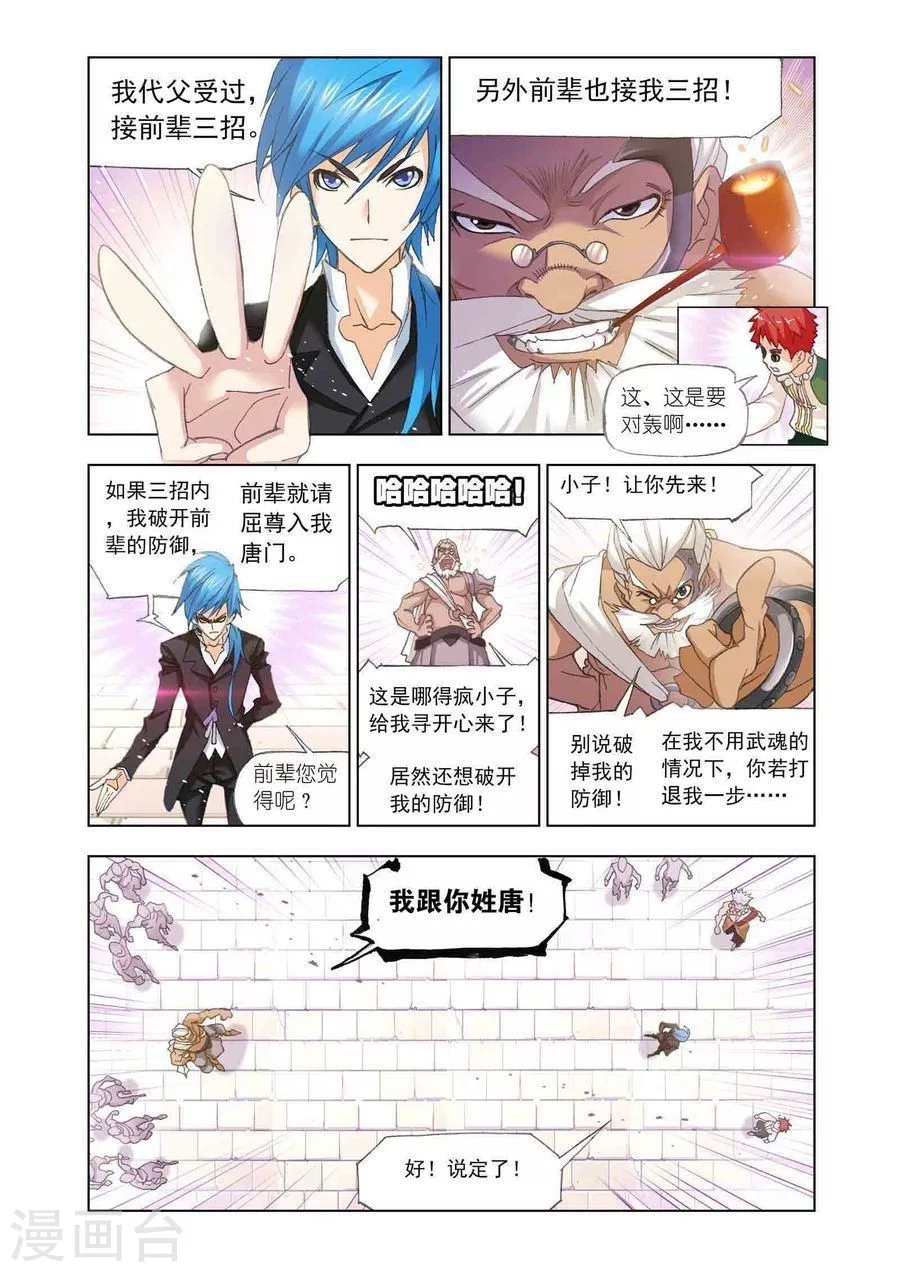 我代父受过，
接前辈三招。
另外前辈也接我三招！
这、这是要
对轰啊······
如果三招内
，我破开前
辈的防御，
前辈就请
屈尊入我
唐门。
前辈您觉
得呢？
哈哈哈哈哈！
这是哪得疯小子，
给我寻开心来了！
居然还想破开
我的防御！
小子！让你先来！
别说破
掉我的
防御！
在我不用武魂的
情况下，你若打
退我一步······
我跟你姓唐！
好！说定了！
漫画台